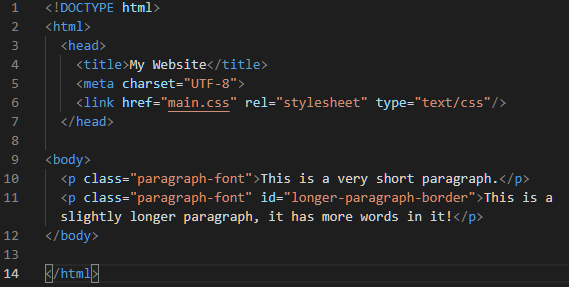 1 <!DOCTYPE html>
2 <html>
3   <head>
4     <title>My Website</title>
5     <meta charset="UTF-8">
6     <link href="main.css" rel="stylesheet" type="text/css"/>
7   </head>
8
9 <body>
10   <p class="paragraph-font">This is a very short paragraph.</p>
11   <p class="paragraph-font" id="longer-paragraph-border">This is a
  slightly longer paragraph, it has more words in it!</p>
12 </body>
13
14 </html>